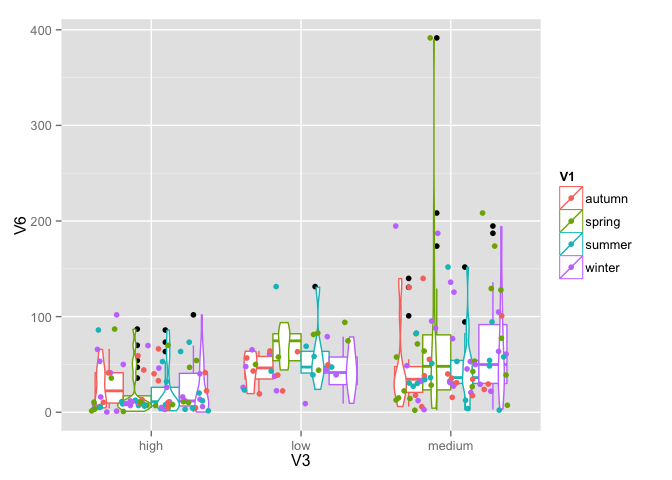 400
300
200
100
0
V6
high
low
medium
V3
V1
autumn
spring
summer
winter